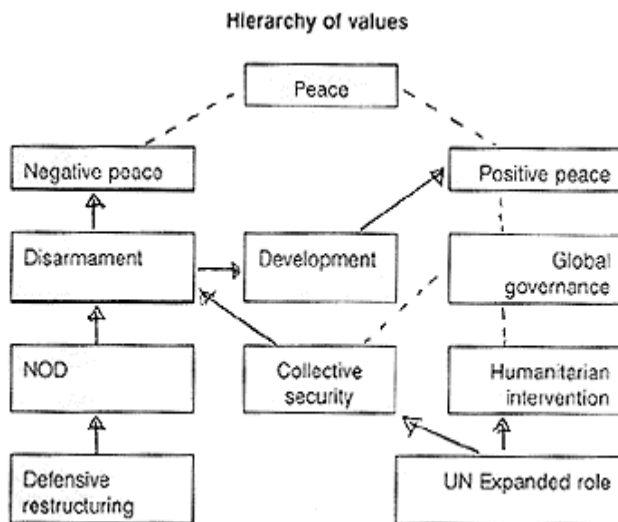 Hierarchy of values
Peace
Negative peace
Positive peace
Disarmament
Development
Global
governance
NOD
Collective
security
Humanitarian
intervention
Defensive
restructuring
UN Expanded role